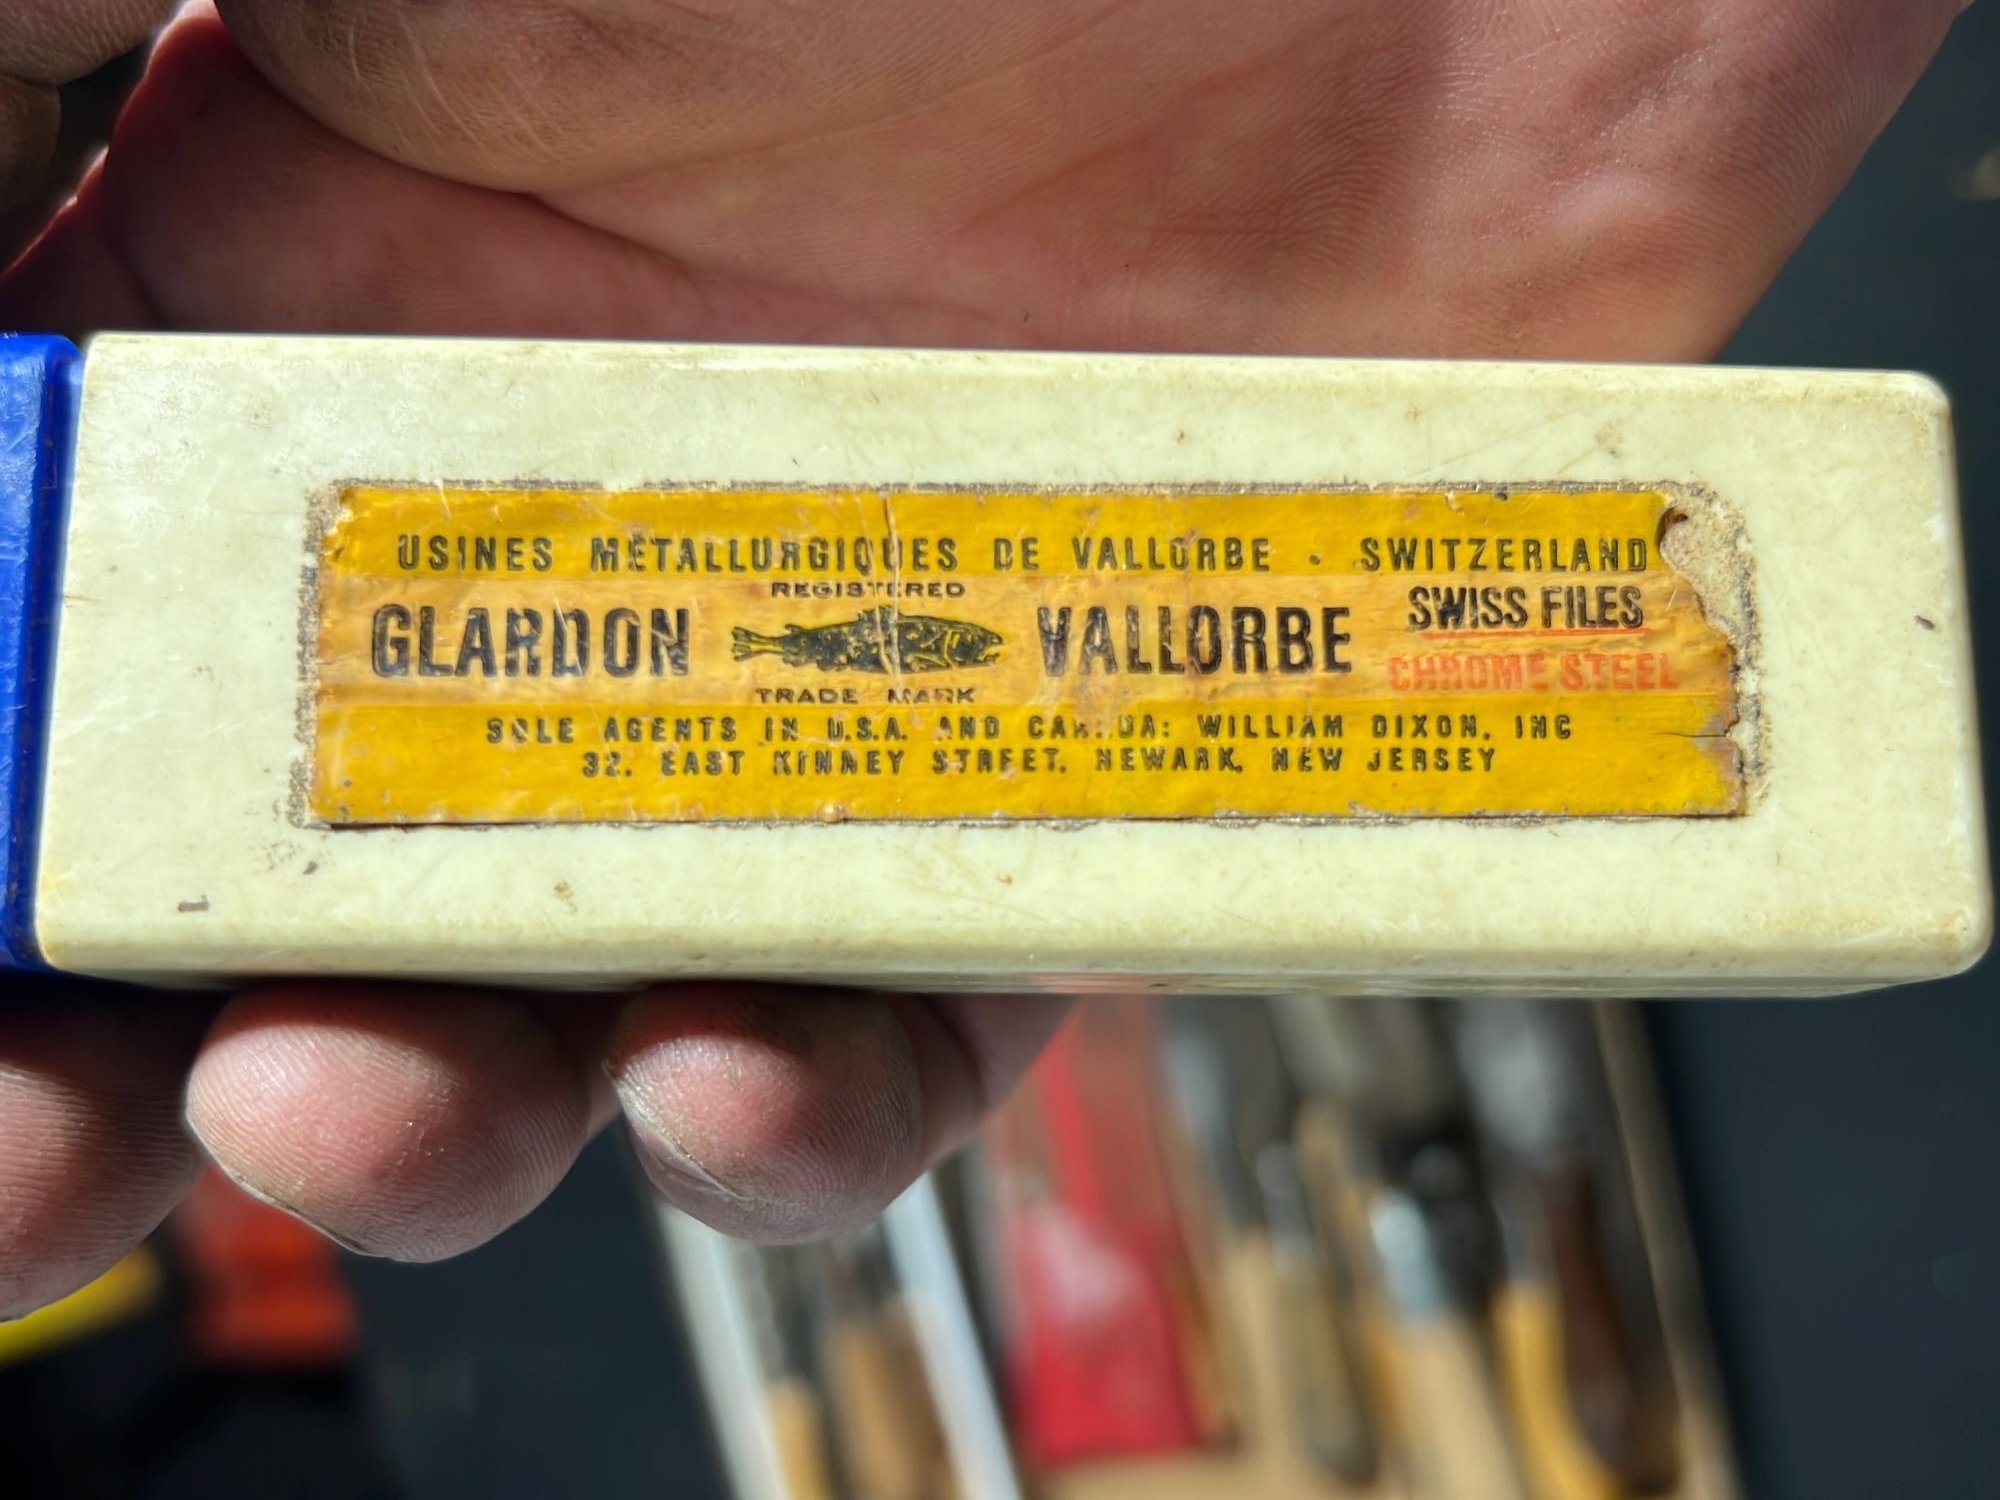 USINES MÉTALLURGIQUES DE VALLORBE • SWITZERLAND
REGISTERED
GLARDON VALLORBE
SWISS FILES
CHROME STEEL
TRADE MARK
SOLE AGENTS IN U.S.A. AND CANADA: WILLIAM DIXON, INC
32, EAST KINNEY STREET, NEWARK, NEW JERSEY